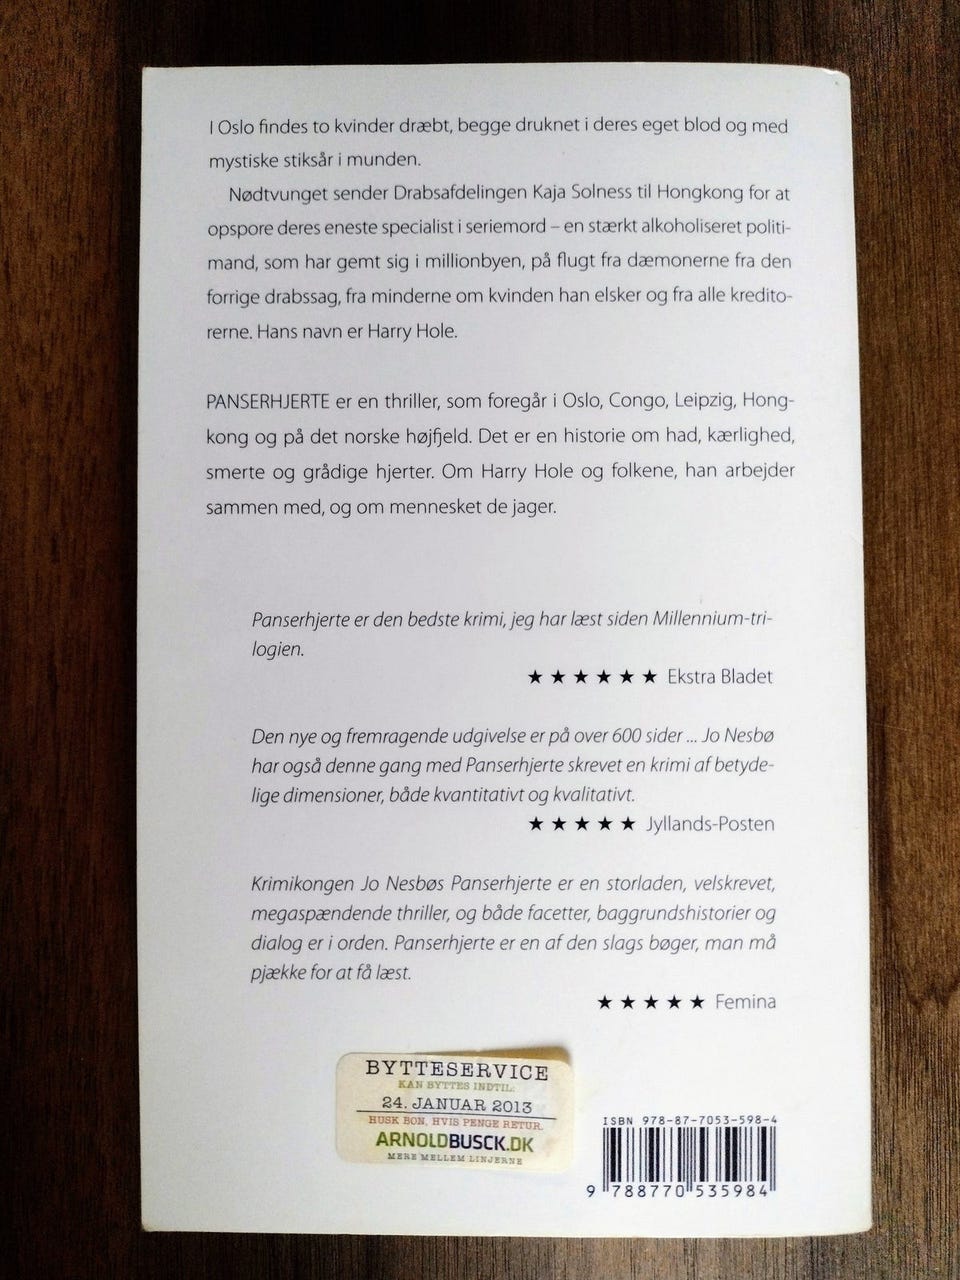 I Oslo findes to kvinder dræbt, begge druknet i deres eget blod og med
mystiske stiksår i munden.
Nødtvunget sender Drabsafdelingen Kaja Solness til Hongkong for at
opspore deres eneste specialist i seriemord – en stærkt alkoholiseret politi-
mand, som har gemt sig i millionbyen, på flugt fra dæmonerne fra den
forrige drabssag, fra minderne om kvinden han elsker og fra alle kredito-
rerne. Hans navn er Harry Hole.
PANSERHJERTE er en thriller, som foregår i Oslo, Congo, Leipzig, Hong-
kong og på det norske højfjeld. Det er en historie om had, kærlighed,
smerte og grådige hjerter. Om Harry Hole og folkene, han arbejder
sammen med, og om mennesket de jager.
Panserhjerte er den bedste krimi, jeg har læst siden Millennium-tri-
logien.
★ ★ ★ ★ ★ ★ Ekstra Bladet
Den nye og fremragende udgivelse er på over 600 sider ... Jo Nesbø
har også denne gang med Panserhjerte skrevet en krimi af betyde-
lige dimensioner, både kvantitativt og kvalitativt.
★ ★ ★ ★ ★ Jyllands-Posten
Krimikongen Jo Nesbøs Panserhjerte er en storladen, velskrevet,
megaspændende thriller, og både facetter, baggrundshistorier og
dialog er i orden. Panserhjerte er en af den slags bøger, man må
pjække for at få læst.
★ ★ ★ ★ ★ Femina
BYTTESERVICE
KAN BYTTES INDTIL:
24. JANUAR 2013
HUSK BON, HVIS PENGE RETUR.
ARNOLDBUSCK.DK
MERE MELLEM LINJERNE
ISBN 978-87-7053-598-4
9 788770 535984